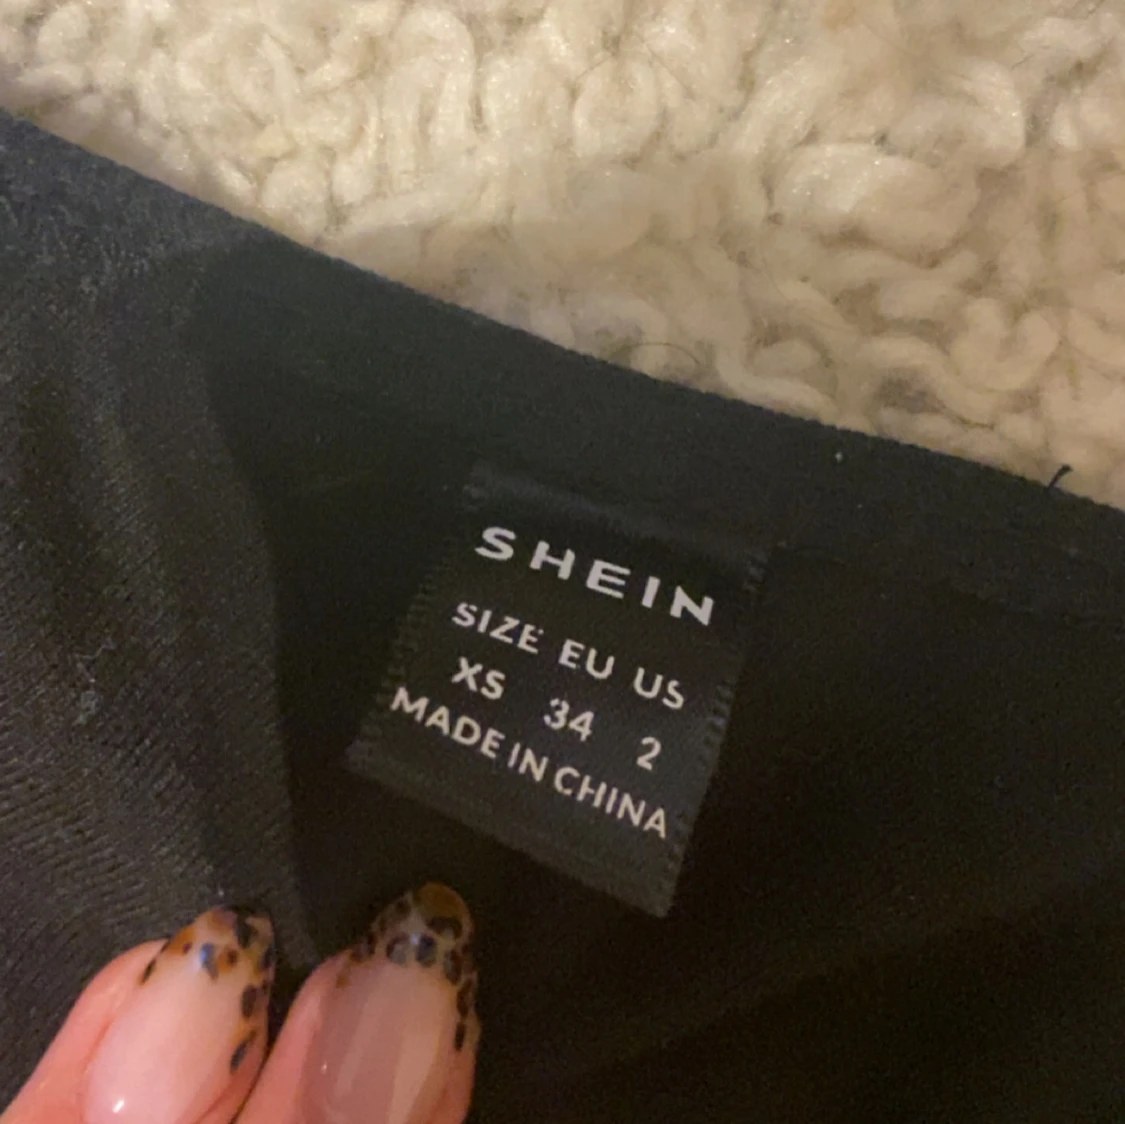 SHEIN
SIZE EU US
XS 34 2
MADE IN CHINA